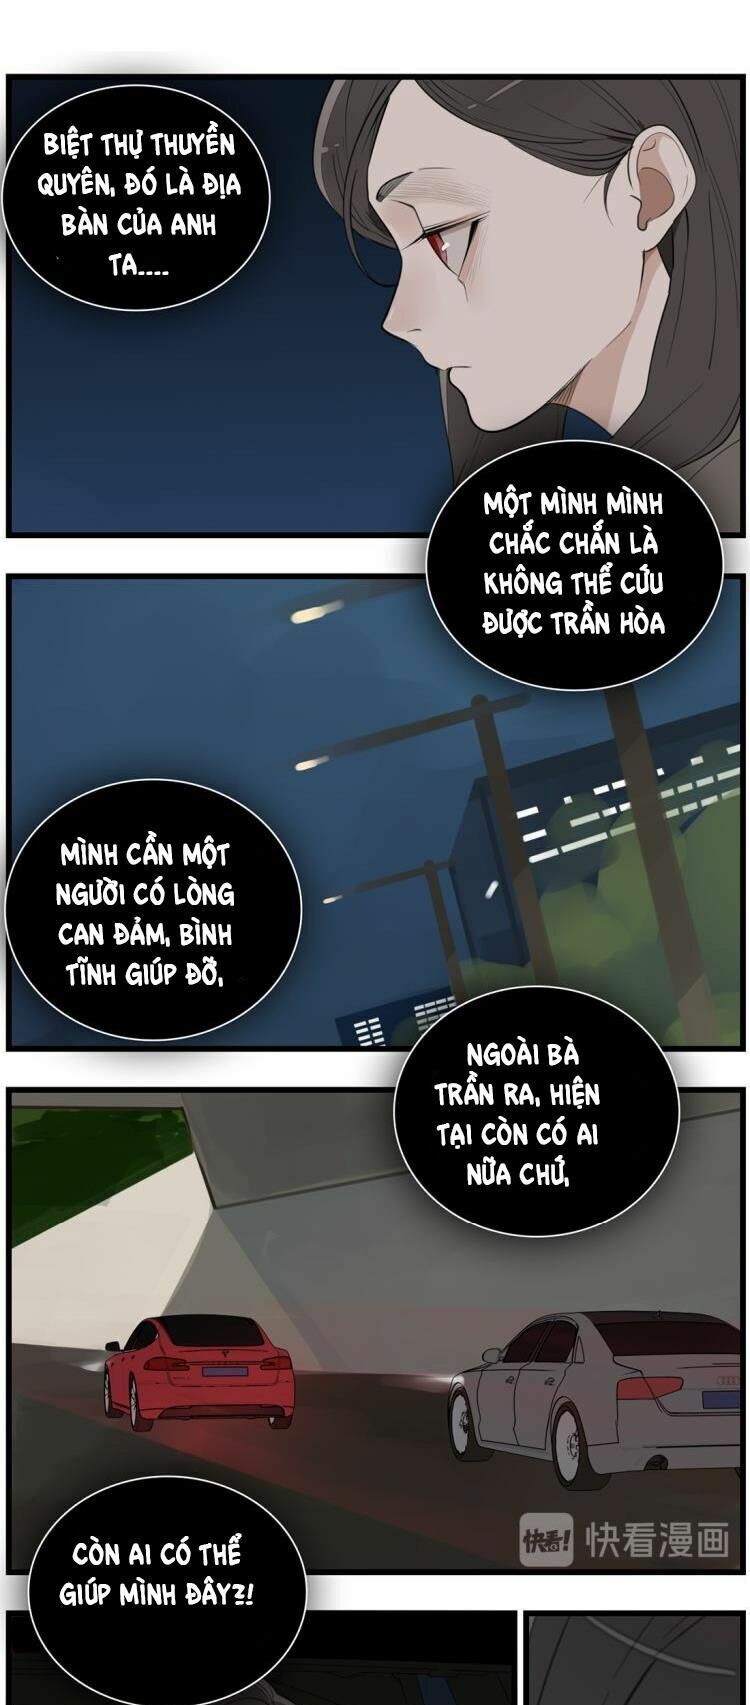 BIỆT THỰ THUYỀN
QUYÊN, ĐÓ LÀ ĐỊA
BÀN CỦA ANH
TA....
MỘT MÌNH MÌNH
CHẮC CHẮN LÀ
KHÔNG THỂ CỨU
ĐƯỢC TRẦN HÒA
MÌNH CẦN MỘT
NGƯỜI CÓ LÒNG
CAN ĐẢM, BÌNH
TĨNH GIÚP ĐỠ,
NGOÀI BÀ
TRẦN RA, HIỆN
TẠI CÒN CÓ AI
NỮA CHỨ,
快看! 快看漫画
CÒN AI CÓ THỂ
GIÚP MÌNH ĐÂY?!